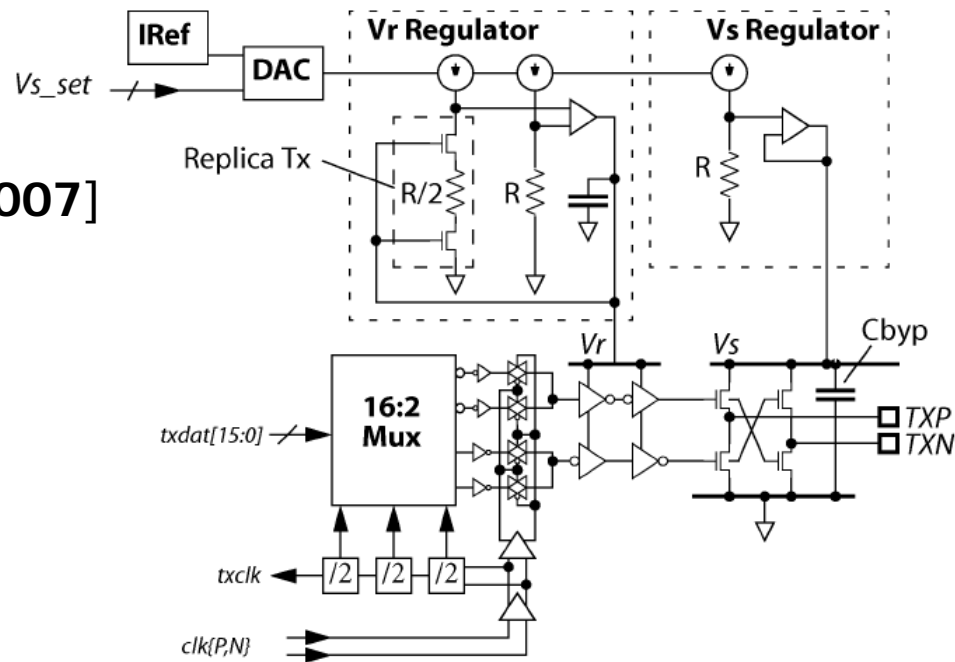 IRef
Vr Regulator
Vs Regulator
DAC
Vs_set
Replica Tx
R/2
R
R
007]
Vr
Vs
Cbyp
16:2
Mux
txdat[15:0]
TXP
TXN
txclk
/2
/2
/2
clk{P,N}